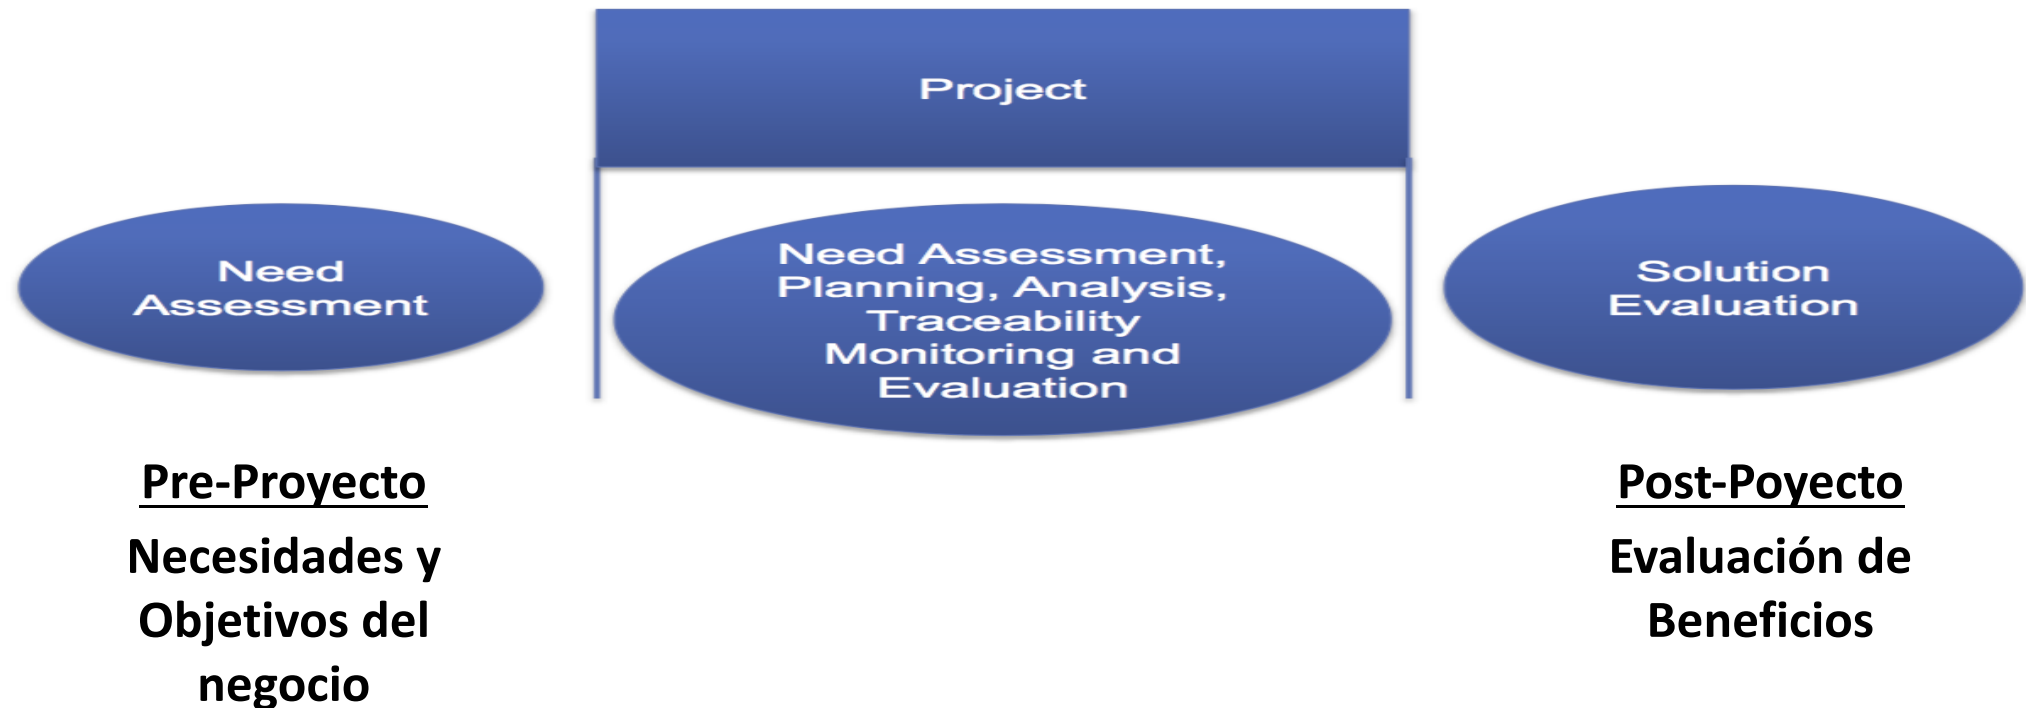 Project
Need
Assessment
Need Assessment,
Planning, Analysis,
Traceability
Monitoring and
Evaluation
Solution
Evaluation
Pre-Proyecto
Necesidades y
Objetivos del
negocio
Post-Poyecto
Evaluación de
Beneficios